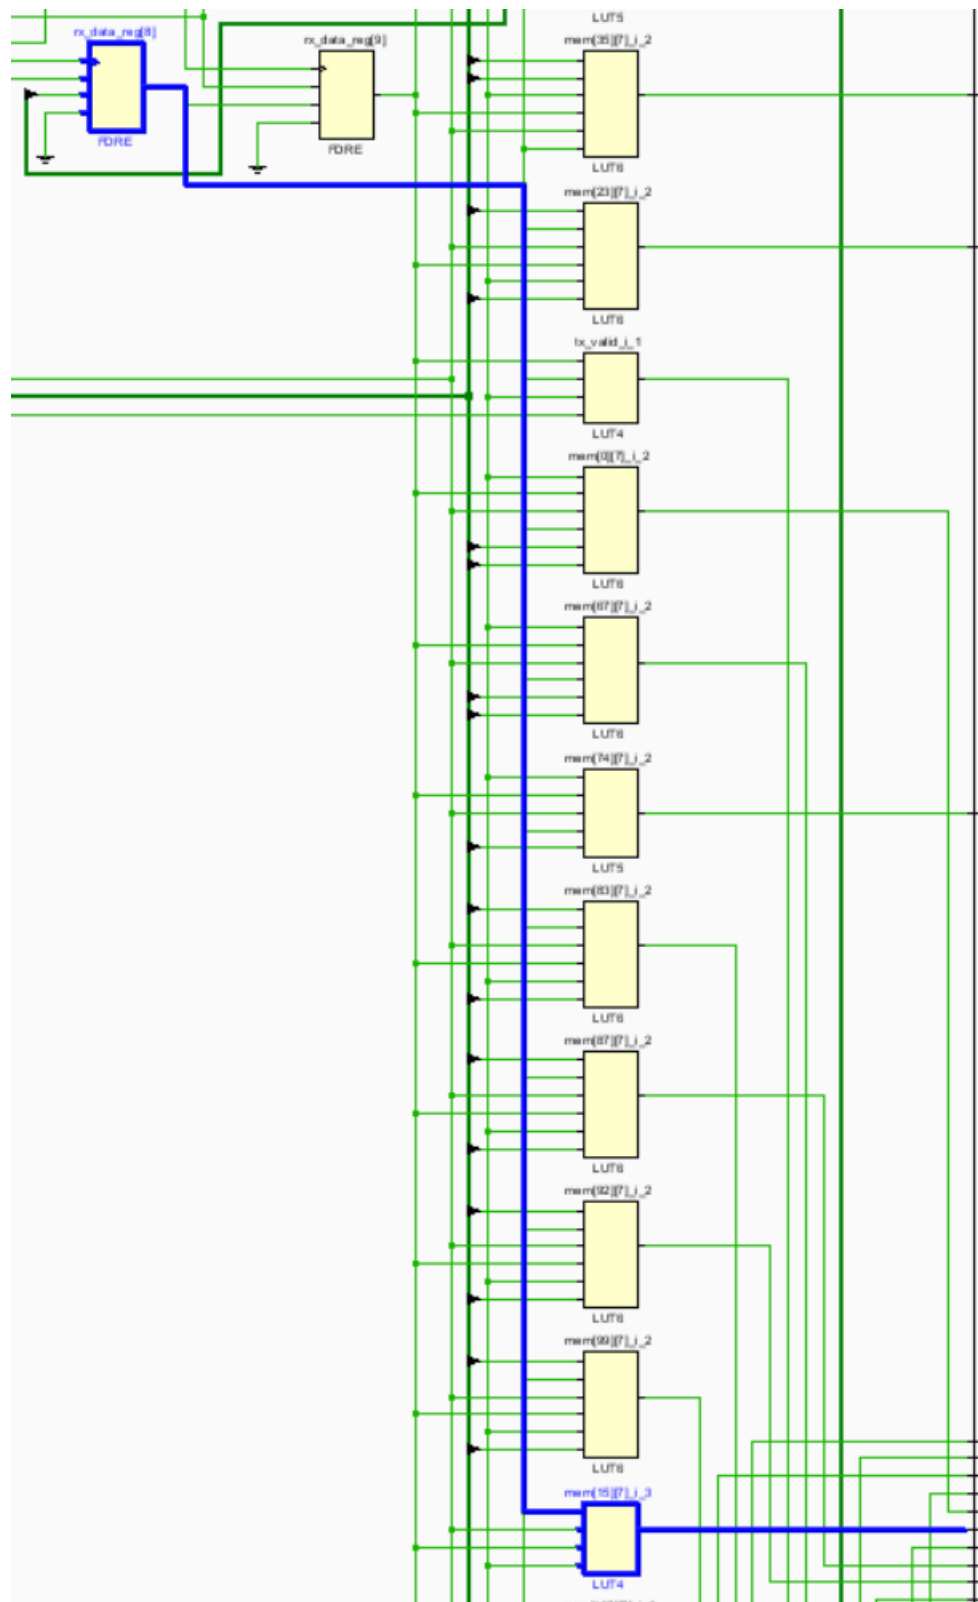 LUT5
rx_data_reg[8]
FDRE
rx_data_reg[9]
FDRE
mem[35][7]_i_2
LUT6
mem[23][7]_i_2
LUT6
tx_valid_i_1
LUT4
mem[0][7]_i_2
LUT6
mem[67][7]_i_2
LUT6
mem[74][7]_i_2
LUT5
mem[83][7]_i_2
LUT6
mem[87][7]_i_2
LUT6
mem[92][7]_i_2
LUT6
mem[99][7]_i_2
LUT6
mem[15][7]_i_3
LUT4